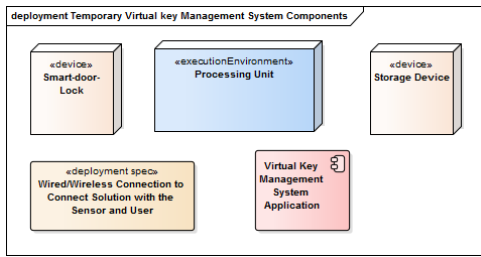 deployment Temporary Virtual key Management System Components
«device»
Smart-door-
Lock
«executionEnvironment»
Processing Unit
«device»
Storage Device
«deployment spec»
Wired/Wireless Connection to
Connect Solution with the
Sensor and User
Virtual Key
Management
System
Application